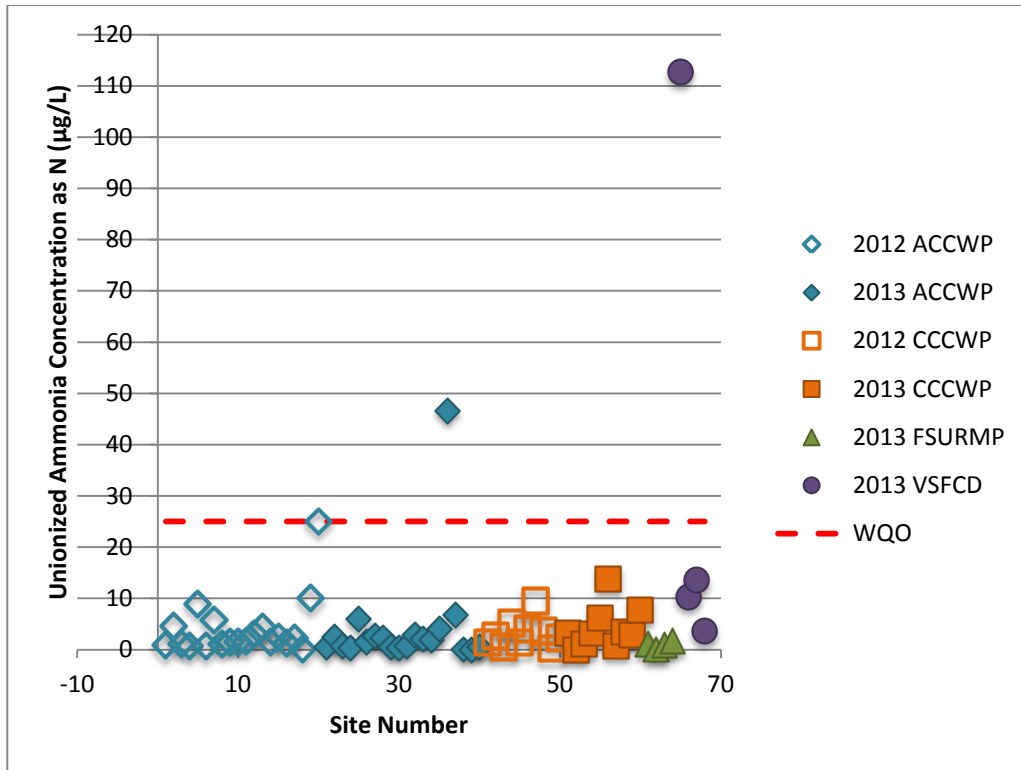 Unionized Ammonia Concentration as N (µg/L)
120
110
100
90
80
70
60
50
40
30
20
10
0
-10 10 30 50 70
Site Number
2012 ACCWP
2013 ACCWP
2012 CCCWP
2013 CCCWP
2013 FSURMP
2013 VSFCD
WQO